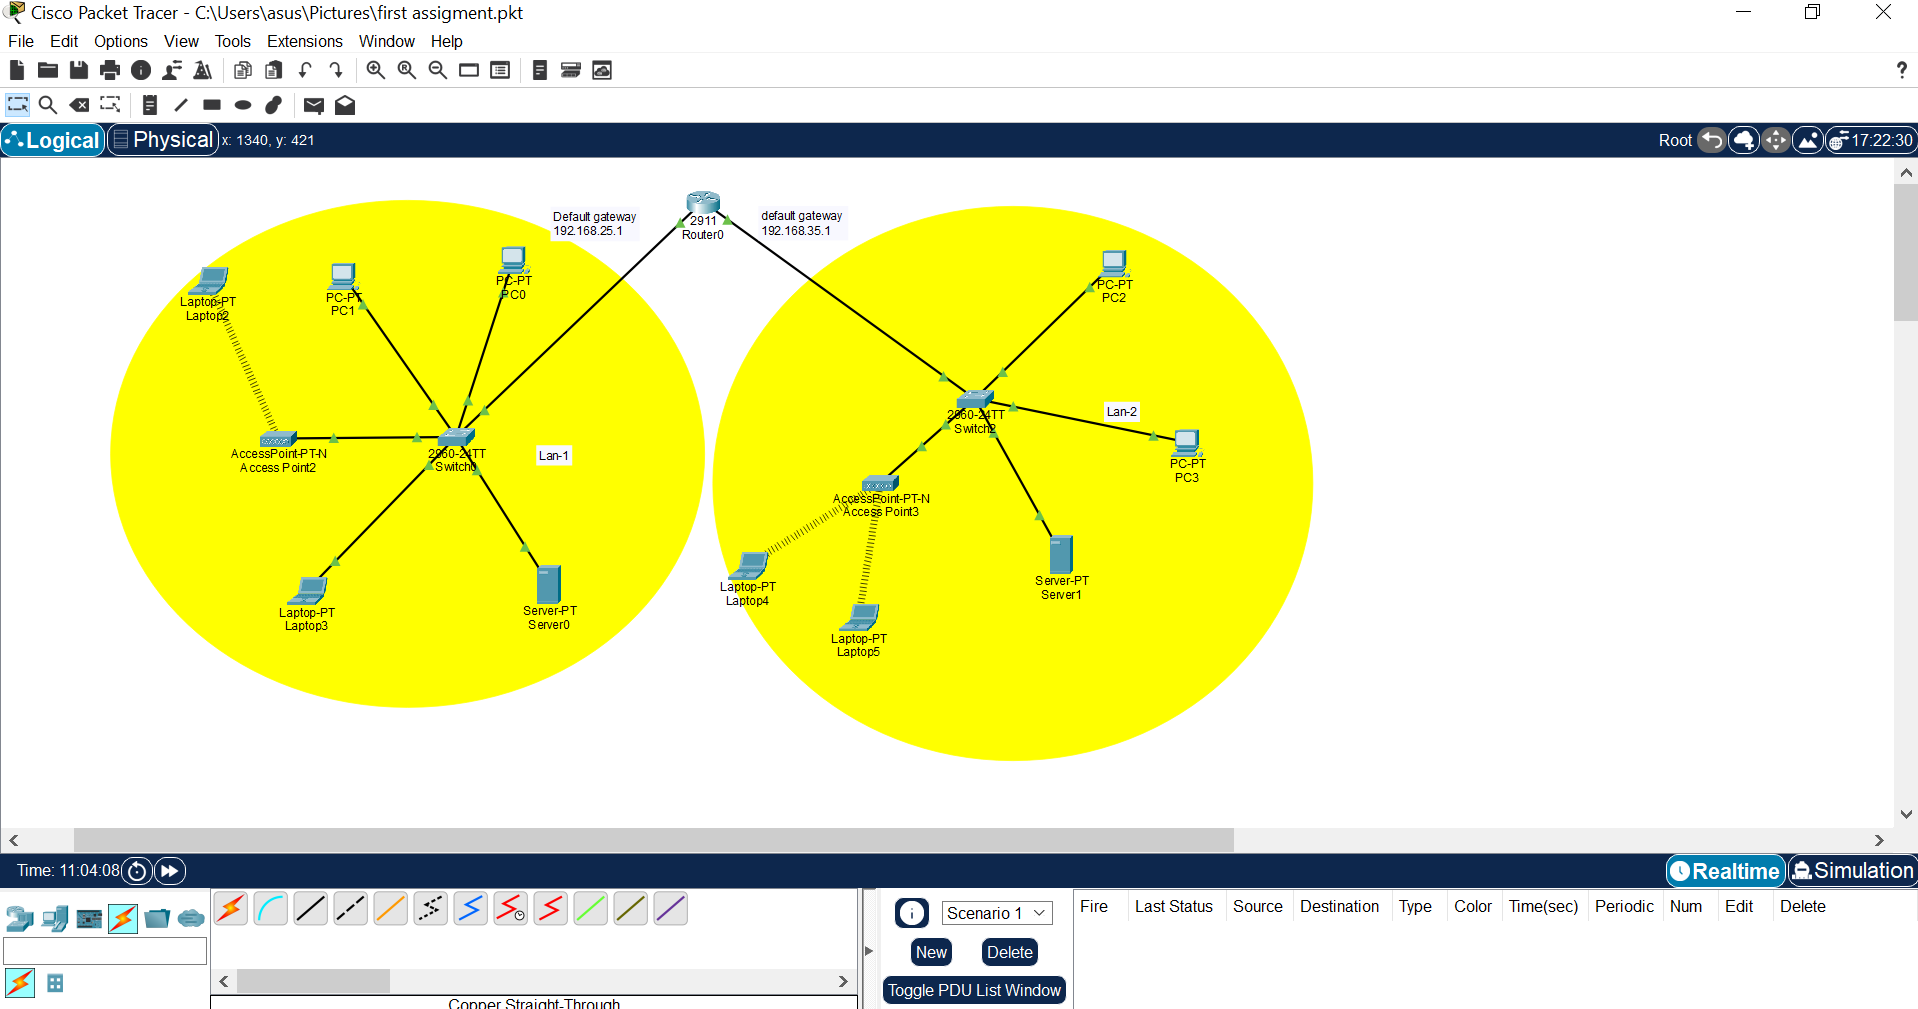 Cisco Packet Tracer - C:\Users\asus\Pictures\first assigment.pkt
File Edit Options View Tools Extensions Window Help
?
Logical Physical x: 1340, y: 421 Root 17:22:30
Default gateway
192.168.25.1
2911
Router0
default gateway
192.168.35.1
Laptop-PT
Laptop2
PC-PT
PC1
PC-PT
PC0
PC-PT
PC2
AccessPoint-PT-N
Access Point2
2960-24TT
Switch0
Lan-1
2960-24TT
Switch2
Lan-2
PC-PT
PC3
AccessPoint-PT-N
Access Point3
Laptop-PT
Laptop3
Server-PT
Server0
Laptop-PT
Laptop4
Laptop-PT
Laptop5
Server-PT
Server1
Time: 11:04:08 Realtime Simulation
Scenario 1
New Delete
Toggle PDU List Window
Fire Last Status Source Destination Type Color Time(sec) Periodic Num Edit Delete
Copper Straight-Through